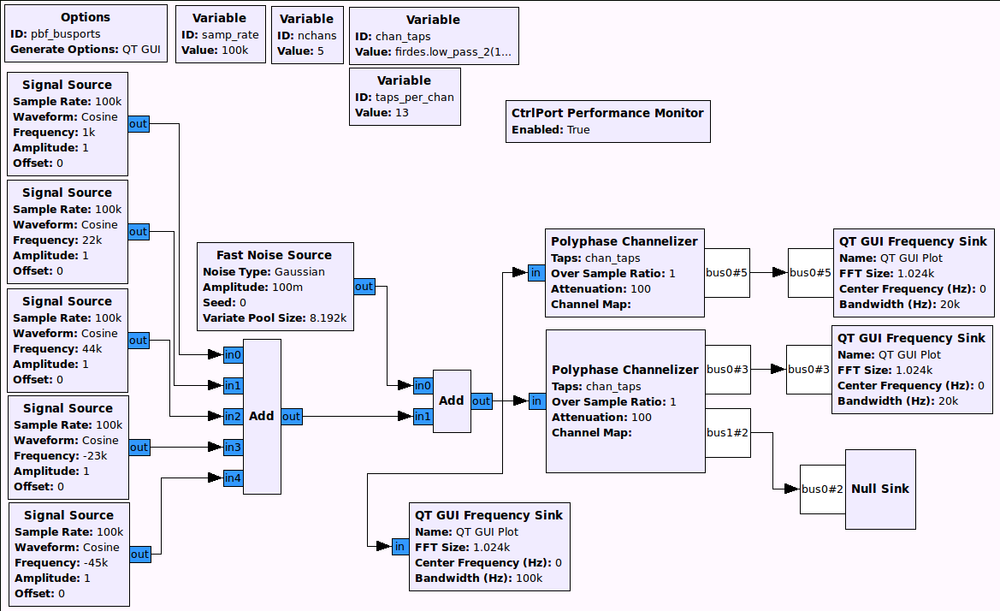 Options
ID: pbf_busports
Generate Options: QT GUI
Variable
ID: samp_rate
Value: 100k
Variable
ID: nchans
Value: 5
Variable
ID: chan_taps
Value: firdes.low_pass_2(1...
Variable
ID: taps_per_chan
Value: 13
CtrlPort Performance Monitor
Enabled: True
Signal Source
Sample Rate: 100k
Waveform: Cosine
Frequency: 1k
Amplitude: 1
Offset: 0
out
Signal Source
Sample Rate: 100k
Waveform: Cosine
Frequency: 22k
Amplitude: 1
Offset: 0
out
Signal Source
Sample Rate: 100k
Waveform: Cosine
Frequency: 44k
Amplitude: 1
Offset: 0
out
Signal Source
Sample Rate: 100k
Waveform: Cosine
Frequency: -23k
Amplitude: 1
Offset: 0
out
Signal Source
Sample Rate: 100k
Waveform: Cosine
Frequency: -45k
Amplitude: 1
Offset: 0
out
Fast Noise Source
Noise Type: Gaussian
Amplitude: 100m
Seed: 0
Variate Pool Size: 8.192k
out
in0
in1
in2
in3
in4
Add
out
in0
in1
Add
out
in
Polyphase Channelizer
Taps: chan_taps
Over Sample Ratio: 1
Attenuation: 100
Channel Map:
bus0#5
bus0#5
QT GUI Frequency Sink
Name: QT GUI Plot
FFT Size: 1.024k
Center Frequency (Hz): 0
Bandwidth (Hz): 20k
in
Polyphase Channelizer
Taps: chan_taps
Over Sample Ratio: 1
Attenuation: 100
Channel Map:
bus0#3
bus1#2
bus0#3
QT GUI Frequency Sink
Name: QT GUI Plot
FFT Size: 1.024k
Center Frequency (Hz): 0
Bandwidth (Hz): 20k
bus0#2
Null Sink
in
QT GUI Frequency Sink
Name: QT GUI Plot
FFT Size: 1.024k
Center Frequency (Hz): 0
Bandwidth (Hz): 100k